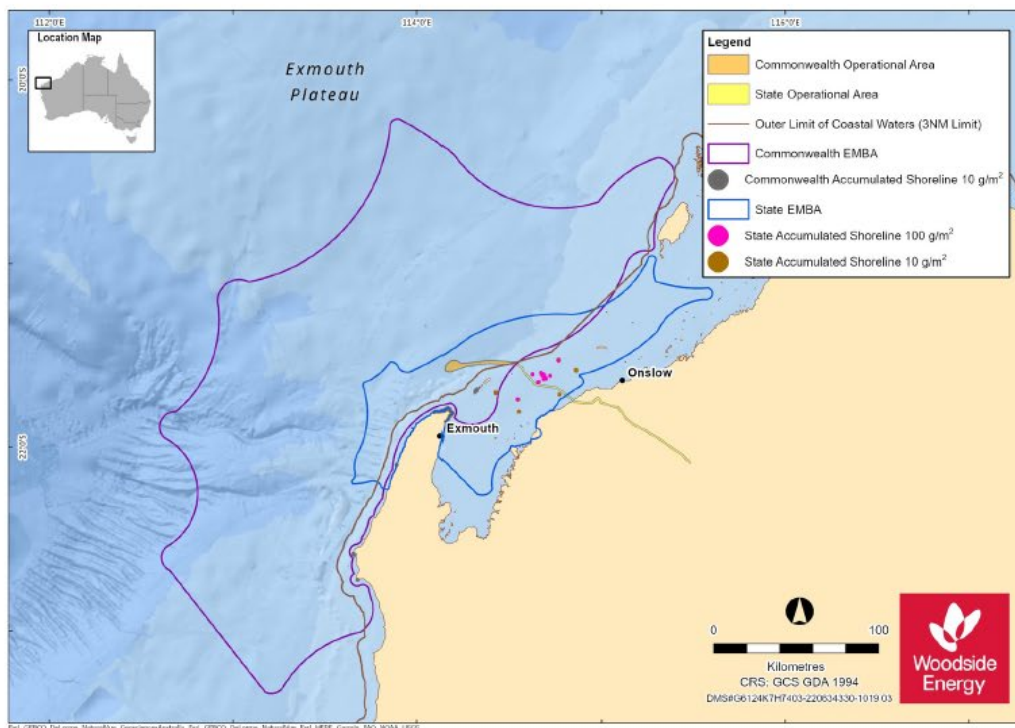 112°0'E
114°0'E
116°0'E
Location Map
20°0'S
Exmouth
Plateau
Legend
Commonwealth Operational Area
State Operational Area
Outer Limit of Coastal Waters (3NM Limit)
Commonwealth EMBA
Commonwealth Accumulated Shoreline 10 g/m²
State EMBA
State Accumulated Shoreline 100 g/m²
State Accumulated Shoreline 10 g/m²
Onslow
Exmouth
22°0'S
0
100
Kilometres
CRS: GCS GDA 1994
DMS#G6124K7H7403-220634330-1019 03
Woodside
Energy